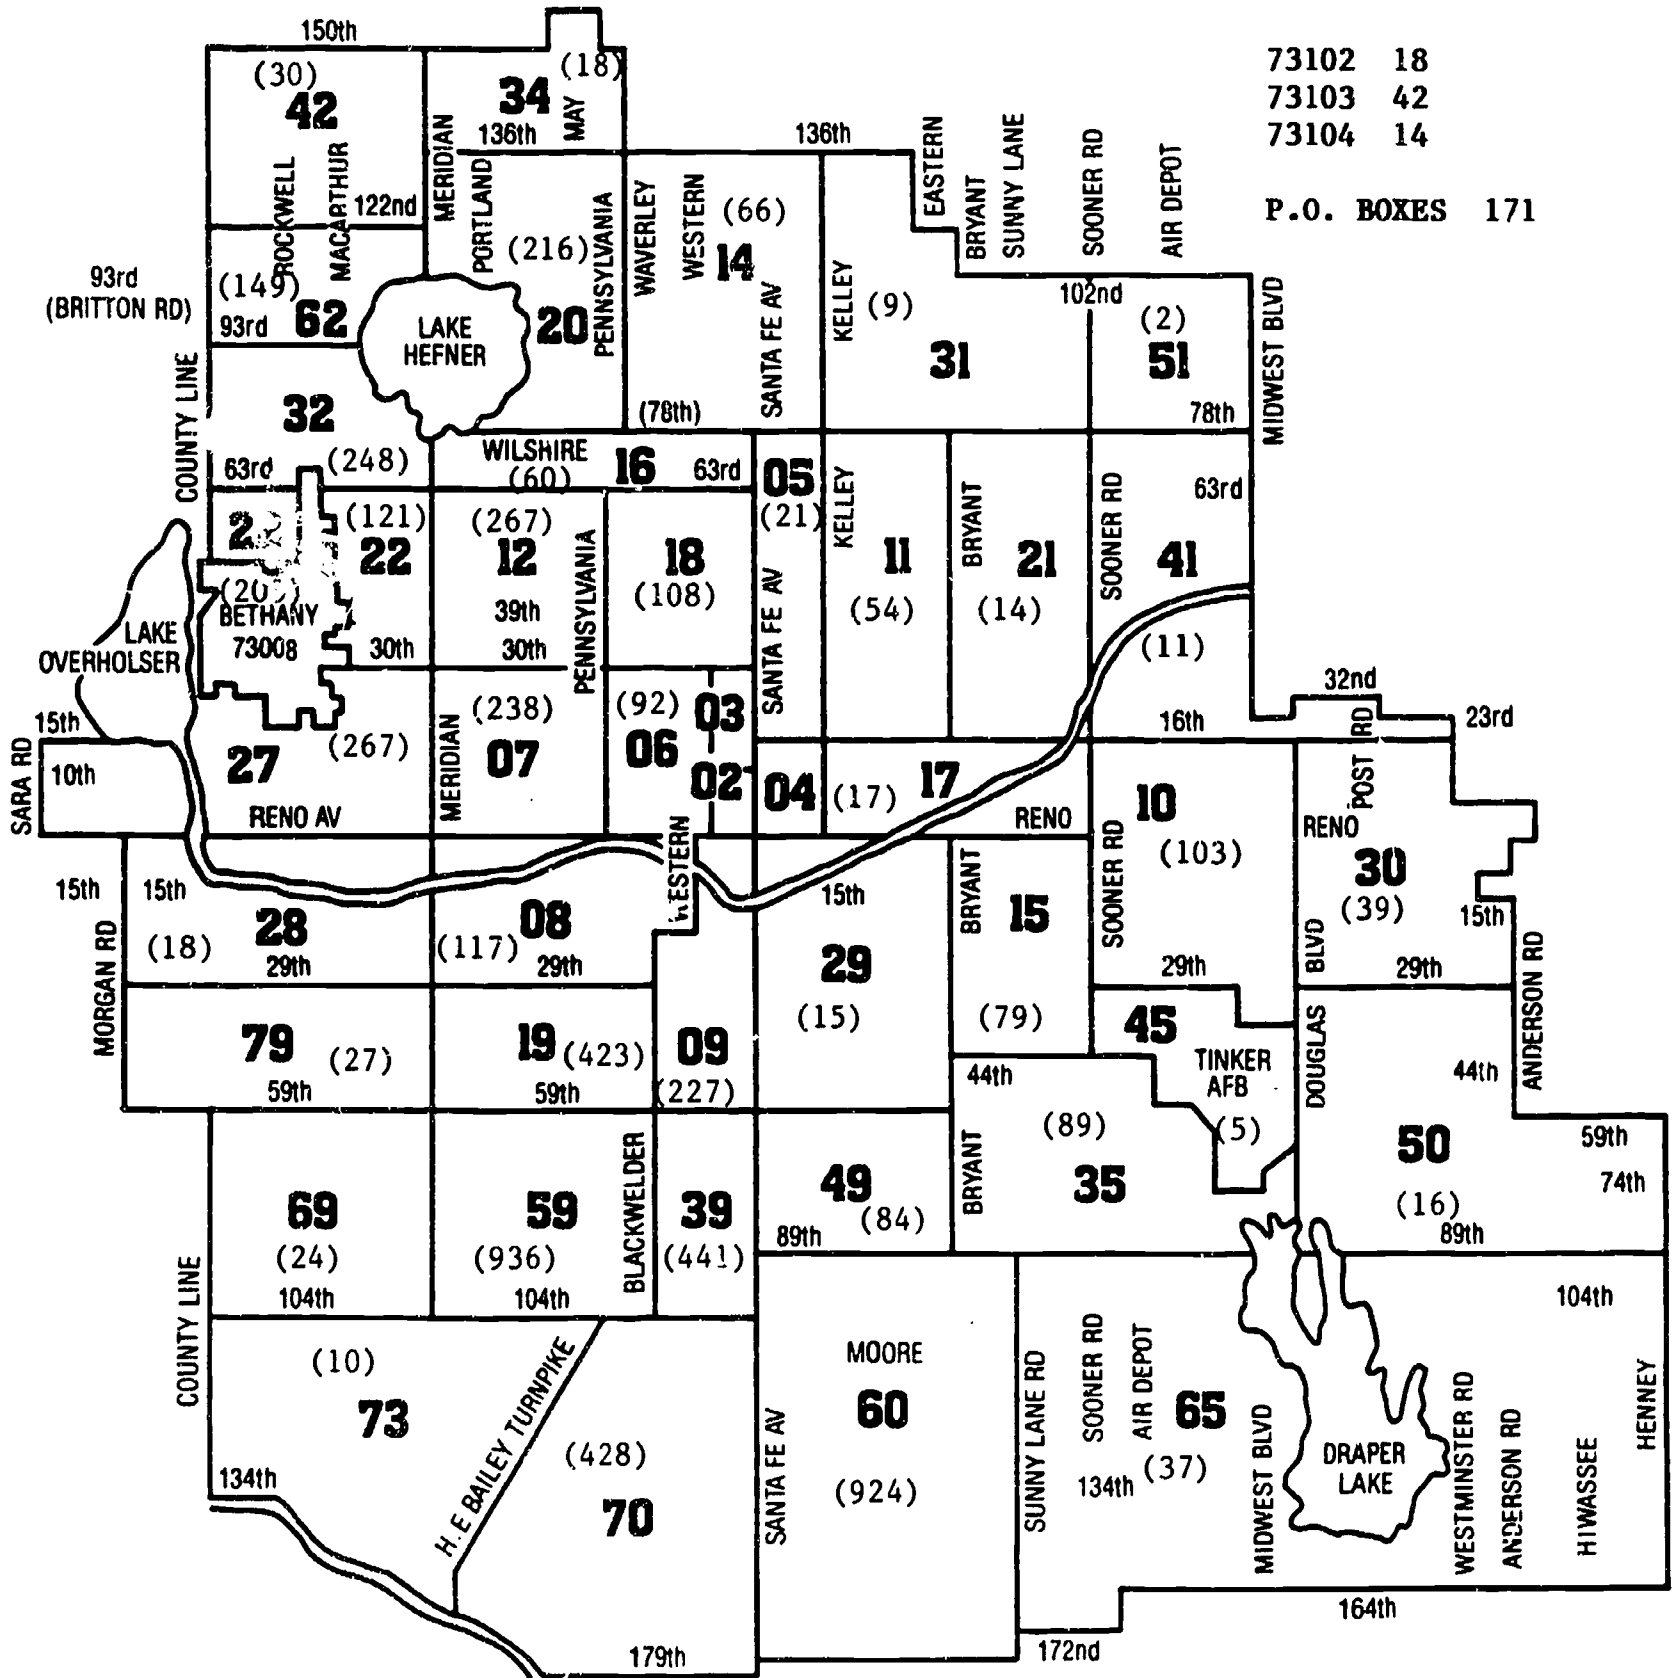 150th
(30)
42
(18)
34
MAY
136th
136th
73102 18
73103 42
73104 14
P.O. BOXES 171
ROCKWELL
MACARTHUR
122nd
MERIDIAN
PORTLAND
(216)
20
PENNSYLVANIA
WAVERLEY
WESTERN
(66)
14
SANTA FE AV
KELLEY
(9)
31
EASTERN
BRYANT
SUNNY LANE
SOONER RD
AIR DEPOT
102nd
(2)
51
78th
MIDWEST BLVD
93rd
(BRITTON RD)
(149)
93rd
62
LAKE
HEFNER
COUNTY LINE
32
(248)
63rd
(78th)
WILSHIRE
(60)
16
63rd
05
(21)
KELLEY
11
(54)
BRYANT
21
(14)
SOONER RD
63rd
41
(11)
(121)
22
30th
(267)
12
39th
30th
PENNSYLVANIA
18
(108)
SANTA FE AV
BETHANY
73008
LAKE
OVERHOLSER
15th
SARA RD
10th
27
(267)
RENO AV
MERIDIAN
(238)
07
(92)
06
03
02
04
(17)
17
RENO
16th
32nd
23rd
POST RD
10
(103)
SOONER RD
RENO
30
(39)
15th
29th
29th
15th
15th
MORGAN RD
(18)
28
29th
(117)
08
29th
WESTERN
15th
29
(15)
BRYANT
15
(79)
45
TINKER
AFB
(5)
DOUGLAS BLVD
44th
ANDERSON RD
79
(27)
59th
19
(423)
59th
09
(227)
44th
(89)
35
BRYANT
50
(16)
59th
74th
89th
69
(24)
104th
59
(936)
104th
BLACKWELDER
39
(441)
49
(84)
89th
COUNTY LINE
(10)
73
134th
H.E BAILEY TURNPIKE
(428)
70
179th
SANTA FE AV
MOORE
60
(924)
SUNNY LANE RD
SOONER RD
AIR DEPOT
65
(37)
134th
MIDWEST BLVD
DRAPER
LAKE
WESTMINSTER RD
ANDERSON RD
HIWASSEE
HENNEY
104th
164th
172nd